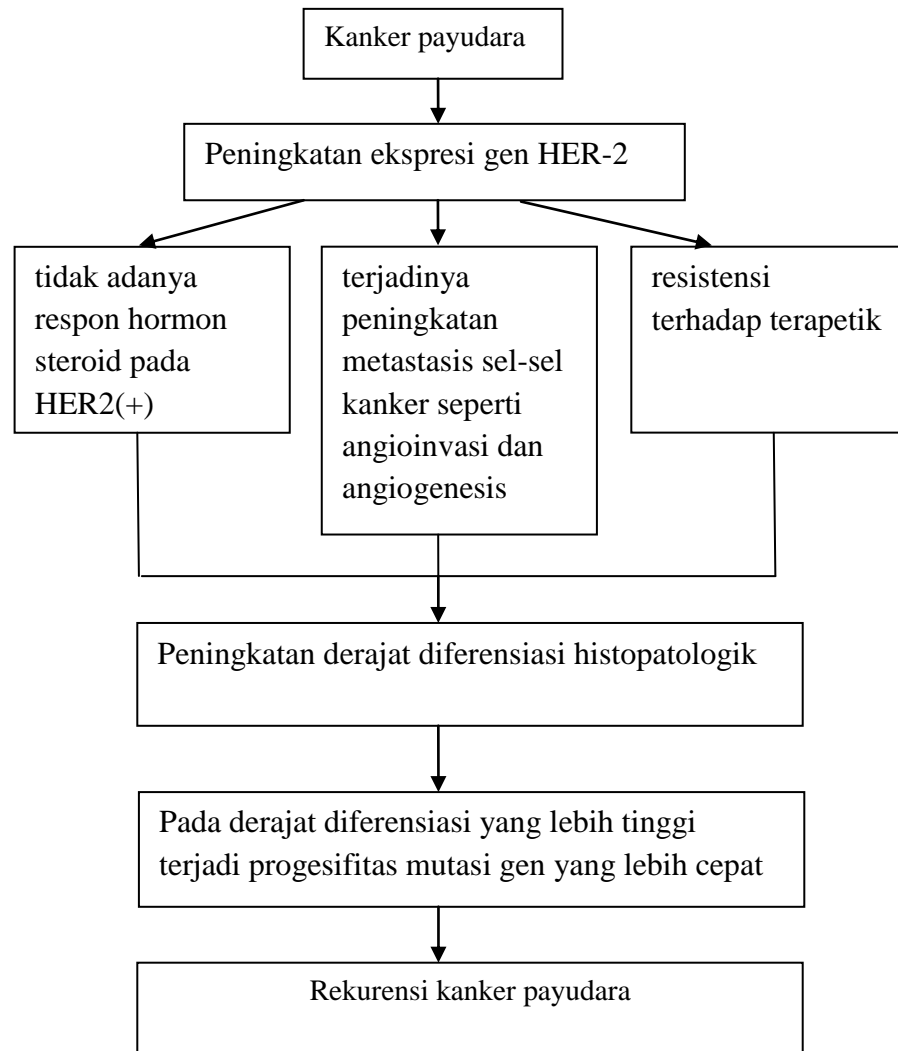 Kanker payudara
Peningkatan ekspresi gen HER-2
tidak adanya
respon hormon
steroid pada
HER2(+)
terjadinya
peningkatan
metastasis sel-sel
kanker seperti
angioinvasi dan
angiogenesis
resistensi
terhadap terapetik
Peningkatan derajat diferensiasi histopatologik
Pada derajat diferensiasi yang lebih tinggi
terjadi progesifitas mutasi gen yang lebih cepat
Rekurensi kanker payudara